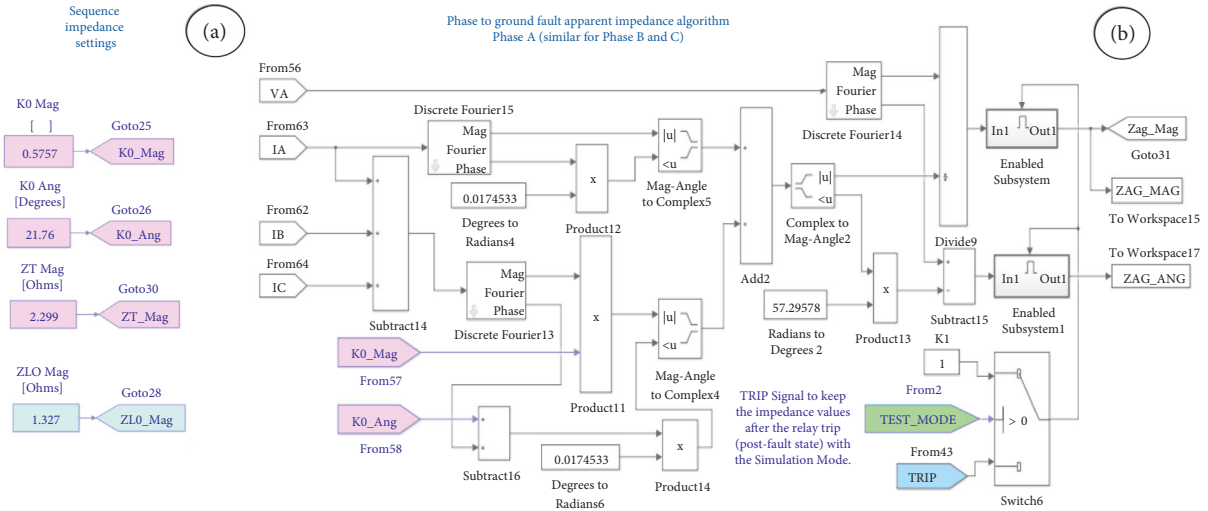 Sequence
impedance
settings
(a)
Phase to ground fault apparent impedance algorithm
Phase A (similar for Phase B and C)
(b)
K0 Mag
[ ]
0.5757
Goto25
K0_Mag
K0 Ang
[Degrees]
21.76
Goto26
K0_Ang
ZT Mag
[Ohms]
2.299
Goto30
ZT_Mag
ZLO Mag
[Ohms]
1.327
Goto28
ZL0_Mag
From56
VA
From63
IA
From62
IB
From64
IC
Subtract14
Discrete Fourier15
Mag
Fourier
Phase
0.0174533
Degrees to
Radians4
x
Product12
|u|
<u
Mag-Angle
to Complex5
Mag
Fourier
Phase
Discrete Fourier13
K0_Mag
From57
K0_Ang
From58
x
Product11
|u|
<u
Mag-Angle
to Complex4
Subtract16
0.0174533
Degrees to
Radians6
x
Product14
Add2
Mag
Fourier
Phase
Discrete Fourier14
|u|
<u
Complex to
Mag-Angle2
57.29578
Radians to
Degrees 2
x
Product13
Divide9
Subtract15
In1 Out1
Enabled
Subsystem
Zag_Mag
Goto31
ZAG_MAG
To Workspace15
To Workspace17
ZAG_ANG
In1 Out1
Enabled
Subsystem1
K1
1
From2
TEST_MODE
From43
TRIP
> 0
Switch6
TRIP Signal to keep
the impedance values
after the relay trip
(post-fault state) with
the Simulation Mode.